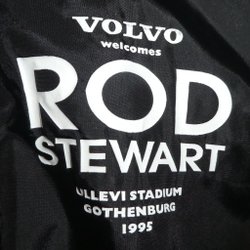 VOLVO
welcomes
ROD
STEWART
ULLEVI STADIUM
GOTHENBURG
1995